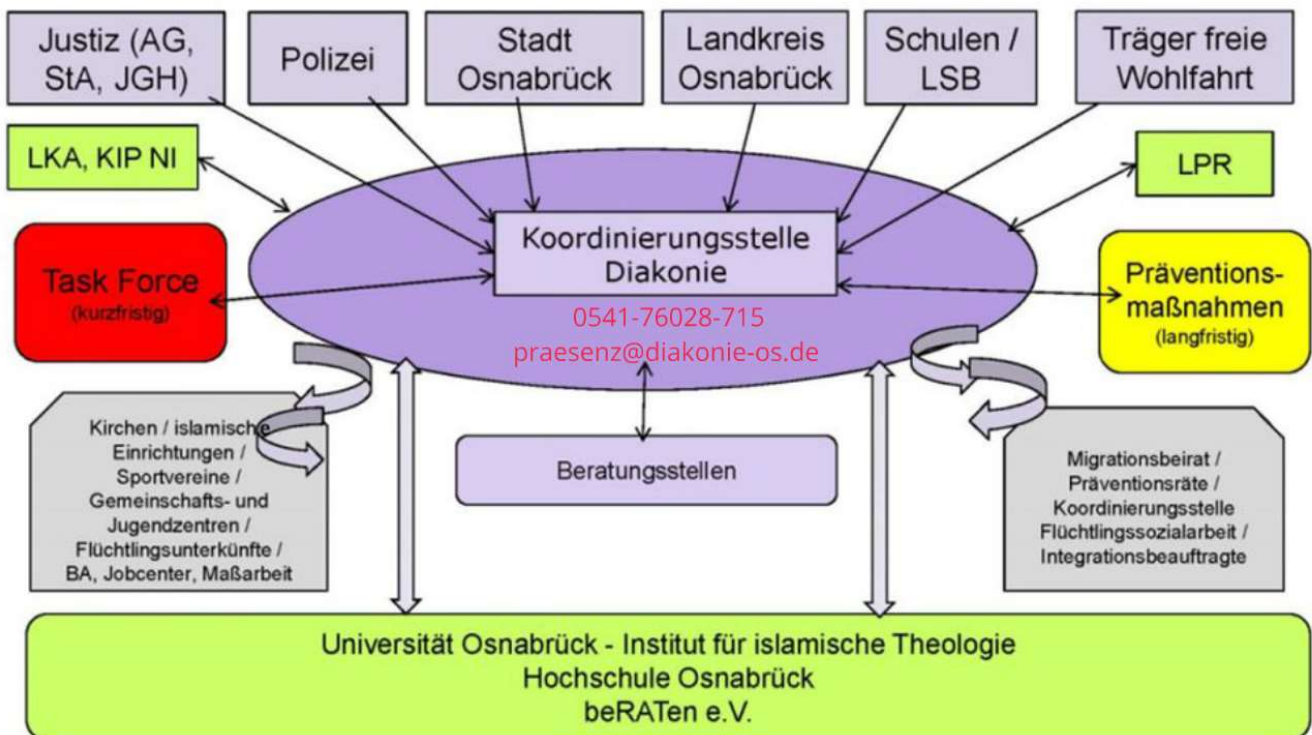 Justiz (AG,
StA, JGH)
Polizei
Stadt
Osnabrück
Landkreis
Osnabrück
Schulen /
LSB
Träger freie
Wohlfahrt
LKA, KIP NI
LPR
Koordinierungsstelle
Diakonie
0541-76028-715
praesenz@diakonie-os.de
Task Force
(kurzfristig)
Präventions-
maßnahmen
(langfristig)
Kirchen / islamische
Einrichtungen /
Sportvereine /
Gemeinschafts- und
Jugendzentren /
Flüchtlingsunterkünfte /
BA, Jobcenter, Maßarbeit
Beratungsstellen
Migrationsbeirat /
Präventionsräte /
Koordinierungsstelle
Flüchtlingssozialarbeit /
Integrationsbeauftragte
Universität Osnabrück - Institut für islamische Theologie
Hochschule Osnabrück
beRATen e.V.